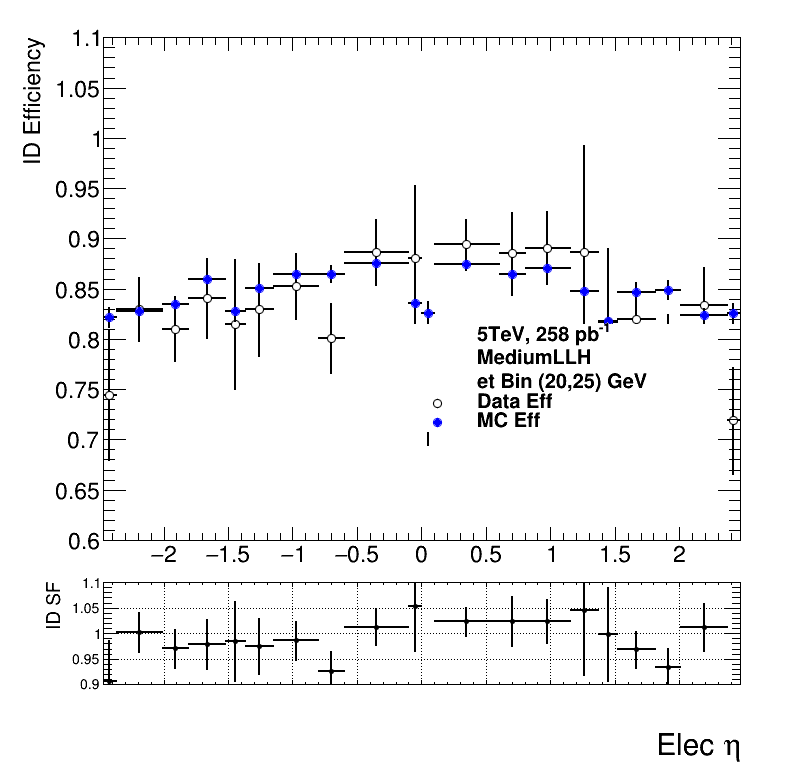 ID Efficiency
1.1
1.05
1
0.95
0.9
0.85
0.8
0.75
0.7
0.65
0.6
5TeV, 258 pb⁻
MediumLLH
et Bin (20,25) GeV
Data Eff
MC Eff
−2 −1.5 −1 −0.5 0 0.5 1 1.5 2
ID SF
1.1
1.05
1
0.95
0.9
Elec η